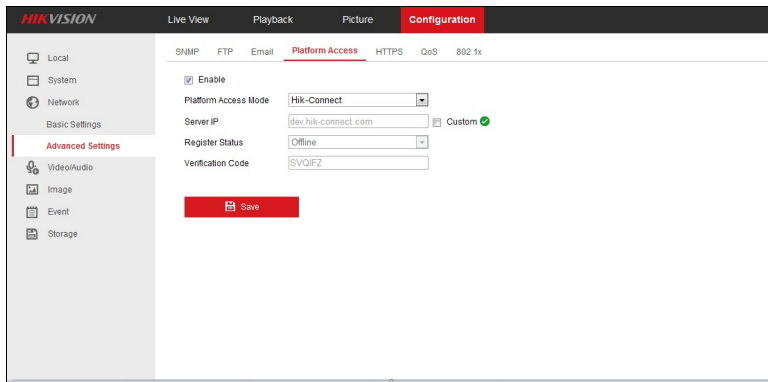 HIKVISION Live View Playback Picture Configuration
SNMP FTP Email Platform Access HTTPS QoS 802.1x
Local
System
Network
Basic Settings
Advanced Settings
Video/Audio
Image
Event
Storage
Enable
Platform Access Mode Hik-Connect
Server IP dev.hik-connect.com Custom
Register Status Offline
Verification Code SVQIFZ
Save